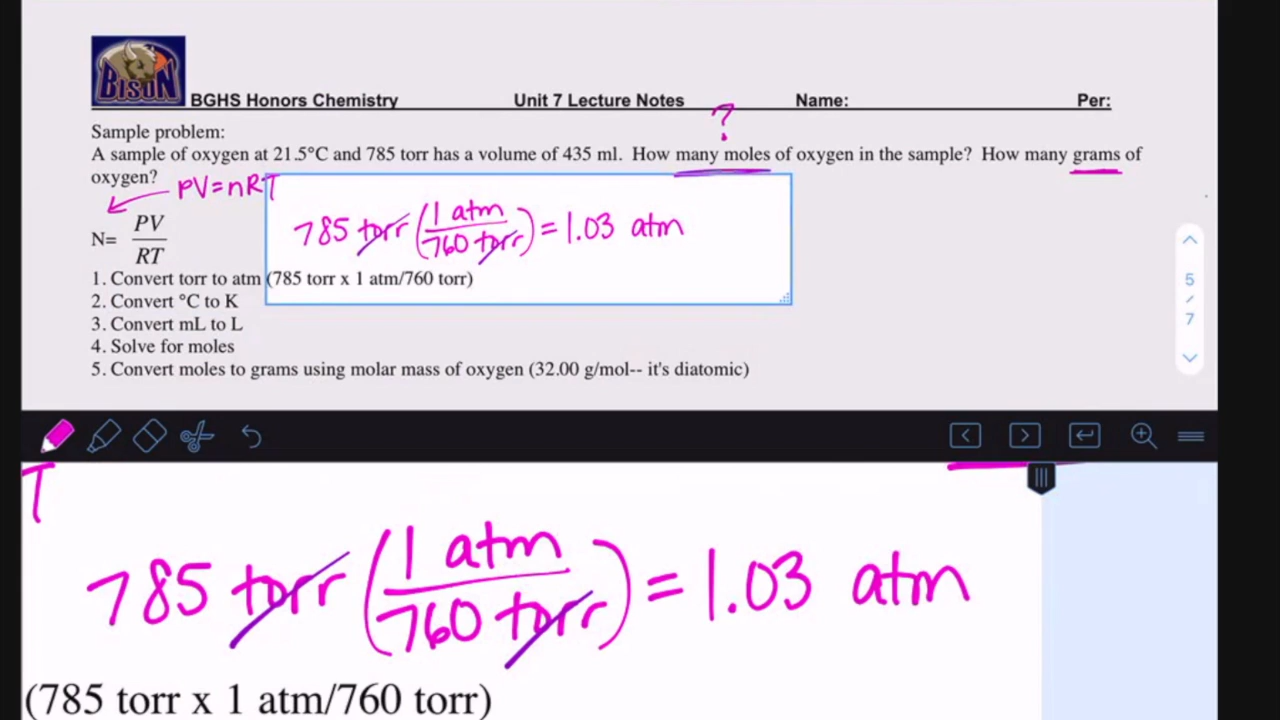 BISON
BGHS Honors Chemistry Unit 7 Lecture Notes Name: Per:
?
Sample problem:
A sample of oxygen at 21.5°C and 785 torr has a volume of 435 ml. How many moles of oxygen in the sample? How many grams of
oxygen?
PV=nRT
N= PV
RT
785 torr (1 atm
760 torr) = 1.03 atm
1. Convert torr to atm (785 torr x 1 atm/760 torr)
2. Convert °C to K
3. Convert mL to L
4. Solve for moles
5. Convert moles to grams using molar mass of oxygen (32.00 g/mol-- it's diatomic)
5
/
7
T
785 torr (1 atm
760 torr) = 1.03 atm
(785 torr x 1 atm/760 torr)